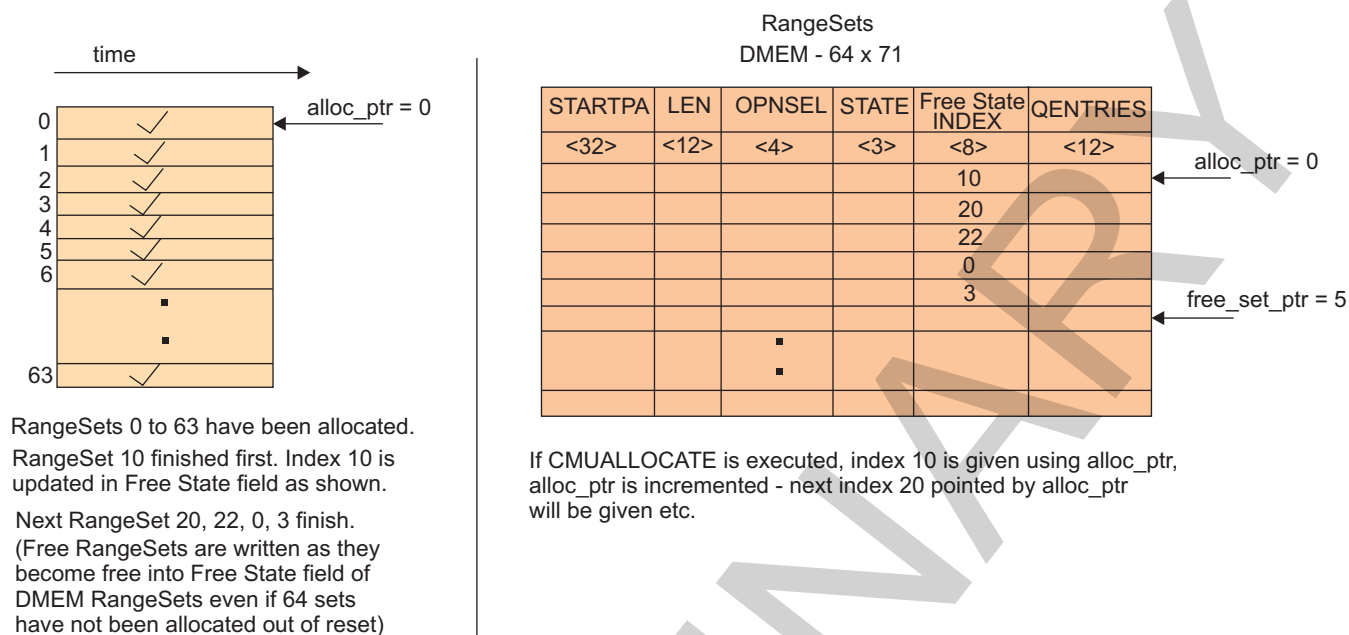 time
alloc_ptr = 0
0
1
2
3
4
5
6
63
RangeSets 0 to 63 have been allocated.
RangeSet 10 finished first. Index 10 is
updated in Free State field as shown.
Next RangeSet 20, 22, 0, 3 finish.
(Free RangeSets are written as they
become free into Free State field of
DMEM RangeSets even if 64 sets
have not been allocated out of reset)
RangeSets
DMEM - 64 x 71
STARTPA LEN OPNSEL STATE Free State INDEX QENTRIES
<32> <12> <4> <3> <8> <12>
alloc_ptr = 0
10
20
22
0
3
free_set_ptr = 5
If CMUALLOCATE is executed, index 10 is given using alloc_ptr,
alloc_ptr is incremented - next index 20 pointed by alloc_ptr
will be given etc.
NARY